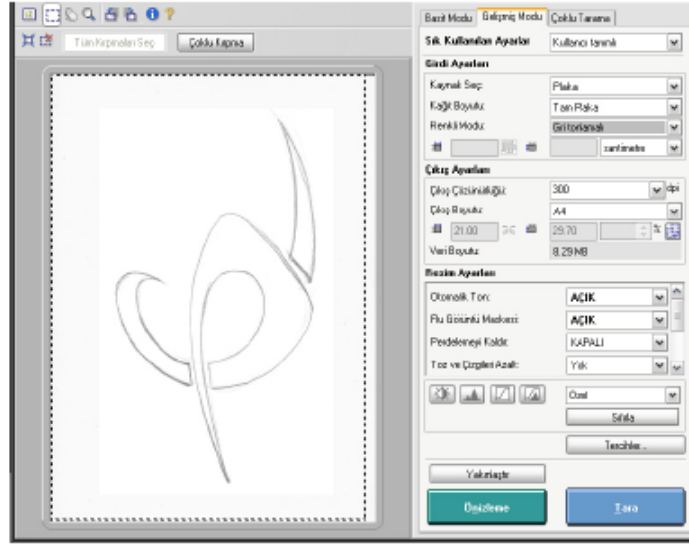 Basit Modu Gelişmiş Modu Çoklu Tarama
Tüm Kırpmaları Seç Çoklu Kırpma
Sık Kullanılan Ayarlar Kullanıcı tanımlı
Girdi Ayarları
Kaynak Seç: Plaka
Kağıt Boyutu: Tam Plaka
Renkli Modu: Gri tonlamalı
santimetre
Çıkış Ayarları
Çıkış Çözünürlüğü: 300 dpi
Çıkış Boyutu: A4
21.00 29.70 %
Veri Boyutu: 8.29 MB
Resim Ayarları
Otomatik Ton: AÇIK
Flu Görüntü Maskesi: AÇIK
Perdelemeyi Kaldır: KAPALI
Toz ve Çizgileri Azalt: Yok
Özel
Sıfırla
Tercihler...
Yakınlaştır
Önizleme Tara